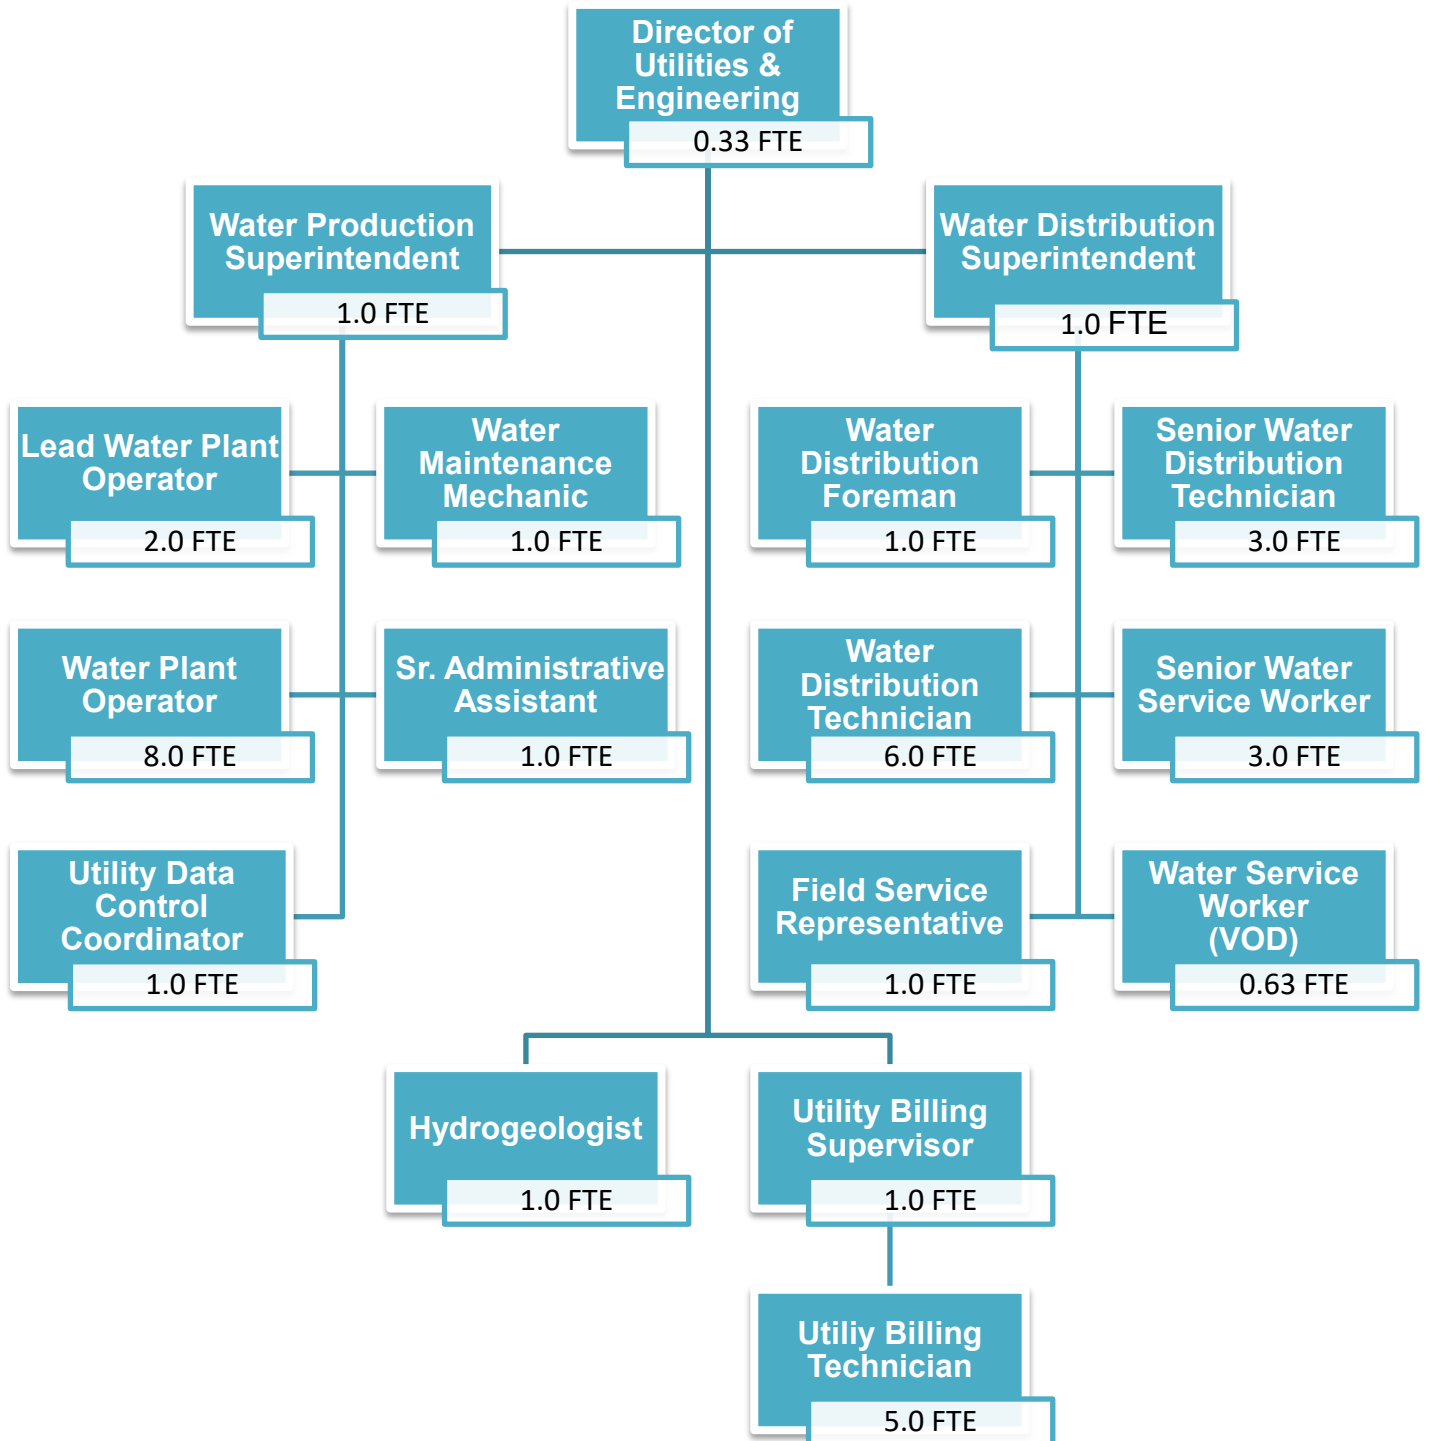 Director of
Utilities &
Engineering
0.33 FTE
Water Production
Superintendent
1.0 FTE
Water Distribution
Superintendent
1.0 FTE
Lead Water Plant
Operator
2.0 FTE
Water
Maintenance
Mechanic
1.0 FTE
Water
Distribution
Foreman
1.0 FTE
Senior Water
Distribution
Technician
3.0 FTE
Water Plant
Operator
8.0 FTE
Sr. Administrative
Assistant
1.0 FTE
Water
Distribution
Technician
6.0 FTE
Senior Water
Service Worker
3.0 FTE
Utility Data
Control
Coordinator
1.0 FTE
Field Service
Representative
1.0 FTE
Water Service
Worker
(VOD)
0.63 FTE
Hydrogeologist
1.0 FTE
Utility Billing
Supervisor
1.0 FTE
Utiliy Billing
Technician
5.0 FTE